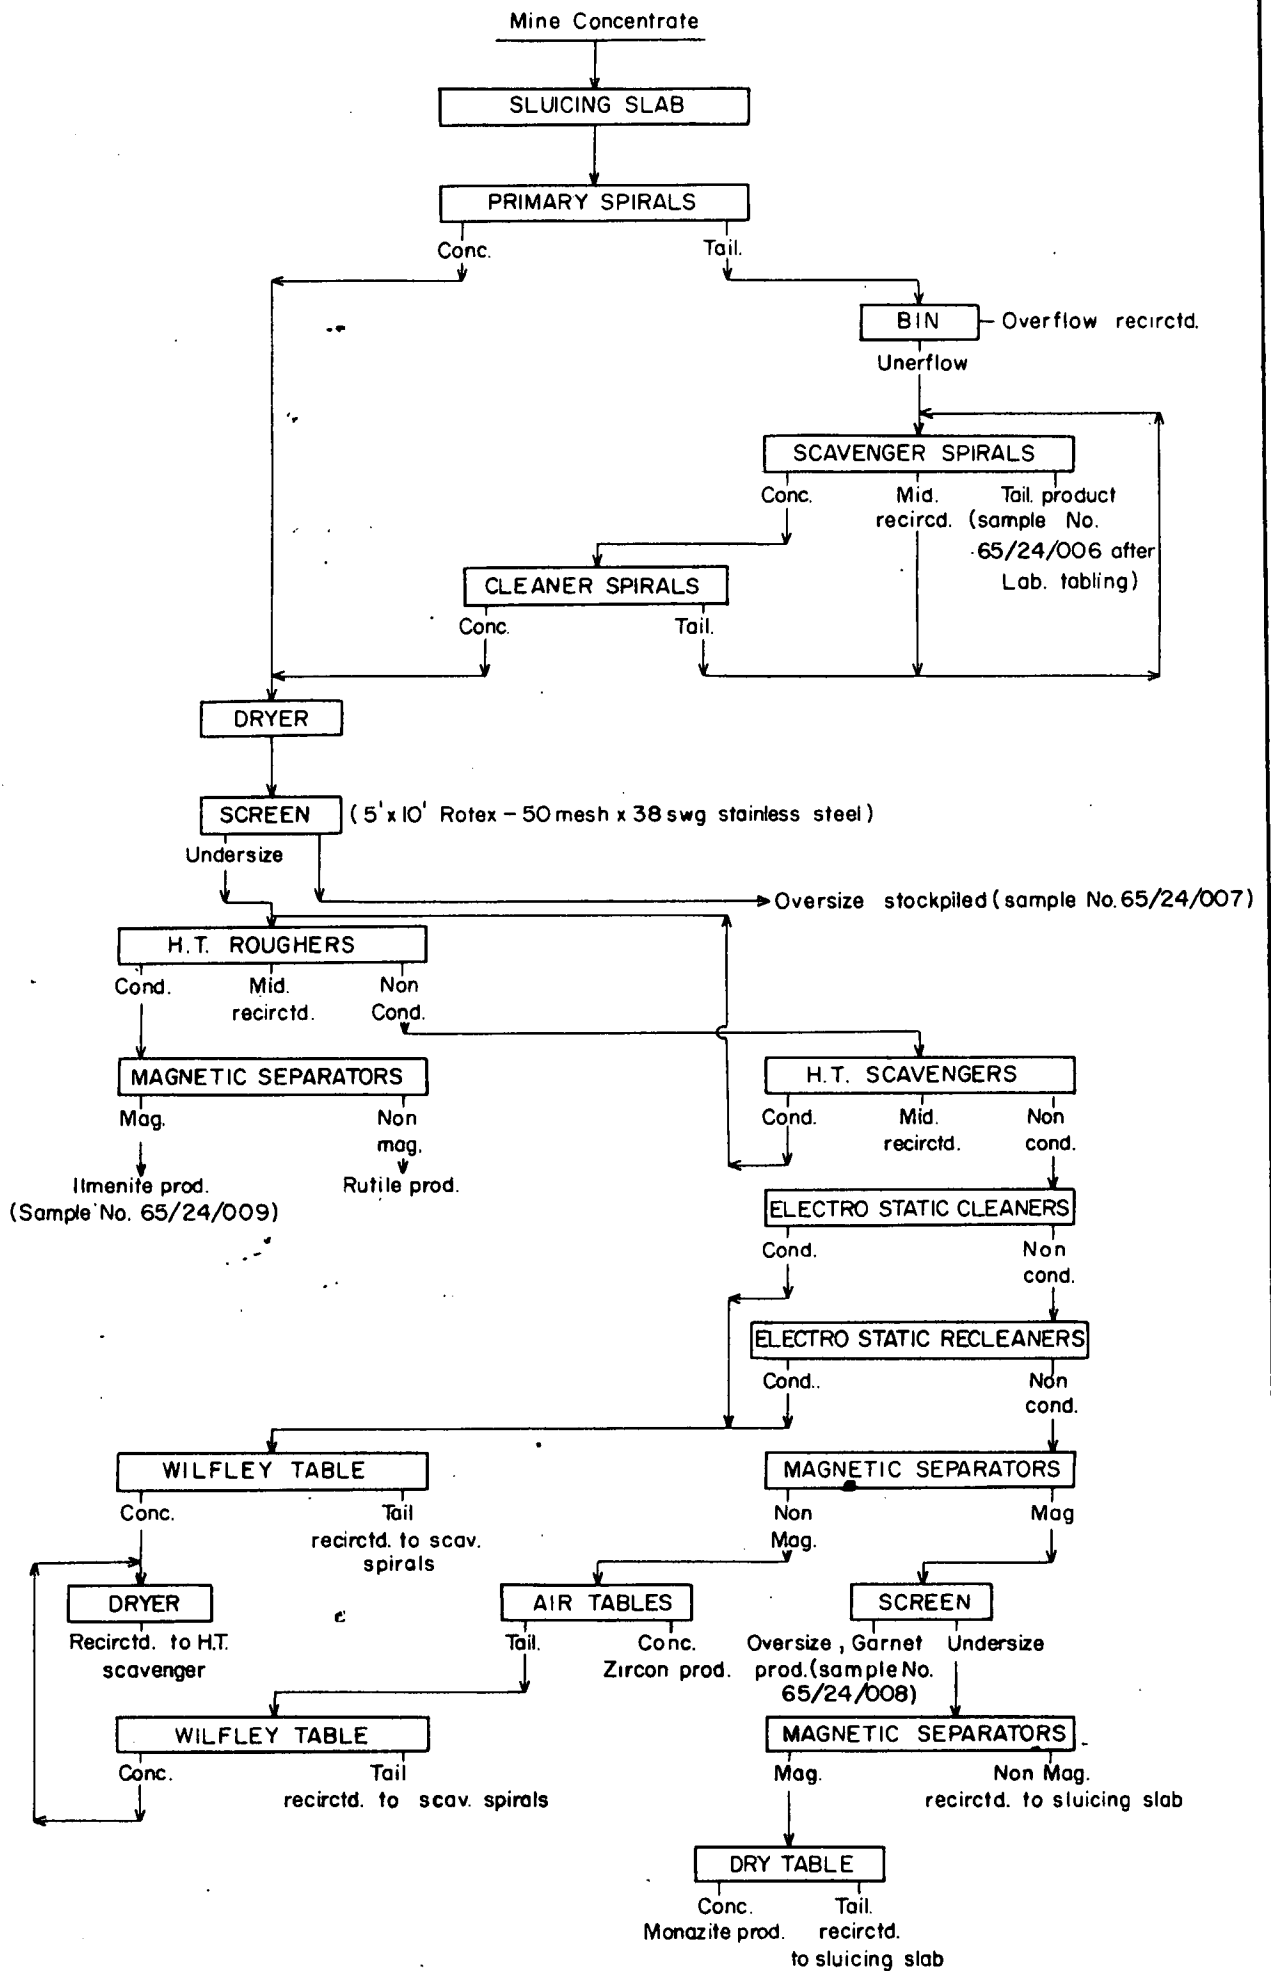 Mine Concentrate
SLUICING SLAB
PRIMARY SPIRALS
Conc.
Tail.
BIN
Overflow recirctd.
Unerflow
SCAVENGER SPIRALS
Conc.
Mid.
recircd.
Tail. product
(sample No.
65/24/006 after
Lab. tabling)
CLEANER SPIRALS
Conc.
Tail.
DRYER
SCREEN
(5'x10' Rotex - 50 mesh x 38 swg stainless steel)
Undersize
Oversize stockpiled (sample No. 65/24/007)
H.T. ROUGHERS
Cond.
Mid.
recirctd.
Non
Cond.
MAGNETIC SEPARATORS
Mag.
Non
mag.
Ilmenite prod.
(Sample No. 65/24/009)
Rutile prod.
H.T. SCAVENGERS
Cond.
Mid.
recirctd.
Non
cond.
ELECTRO STATIC CLEANERS
Cond.
Non
cond.
ELECTRO STATIC RECLEANERS
Cond..
Non
cond.
WILFLEY TABLE
Conc.
Tail
recirctd. to scav.
spirals
MAGNETIC SEPARATORS
Non
Mag.
Mag
DRYER
Recirctd. to H.T.
scavenger
AIR TABLES
Tail.
Conc.
Zircon prod.
SCREEN
Oversize, Garnet
prod.(sample No.
65/24/008)
Undersize
WILFLEY TABLE
Conc.
Tail
recirctd. to scav. spirals
MAGNETIC SEPARATORS
Mag.
Non Mag.
recirctd. to sluicing slab
DRY TABLE
Conc.
Monazite prod.
Tail.
recirctd.
to sluicing slab